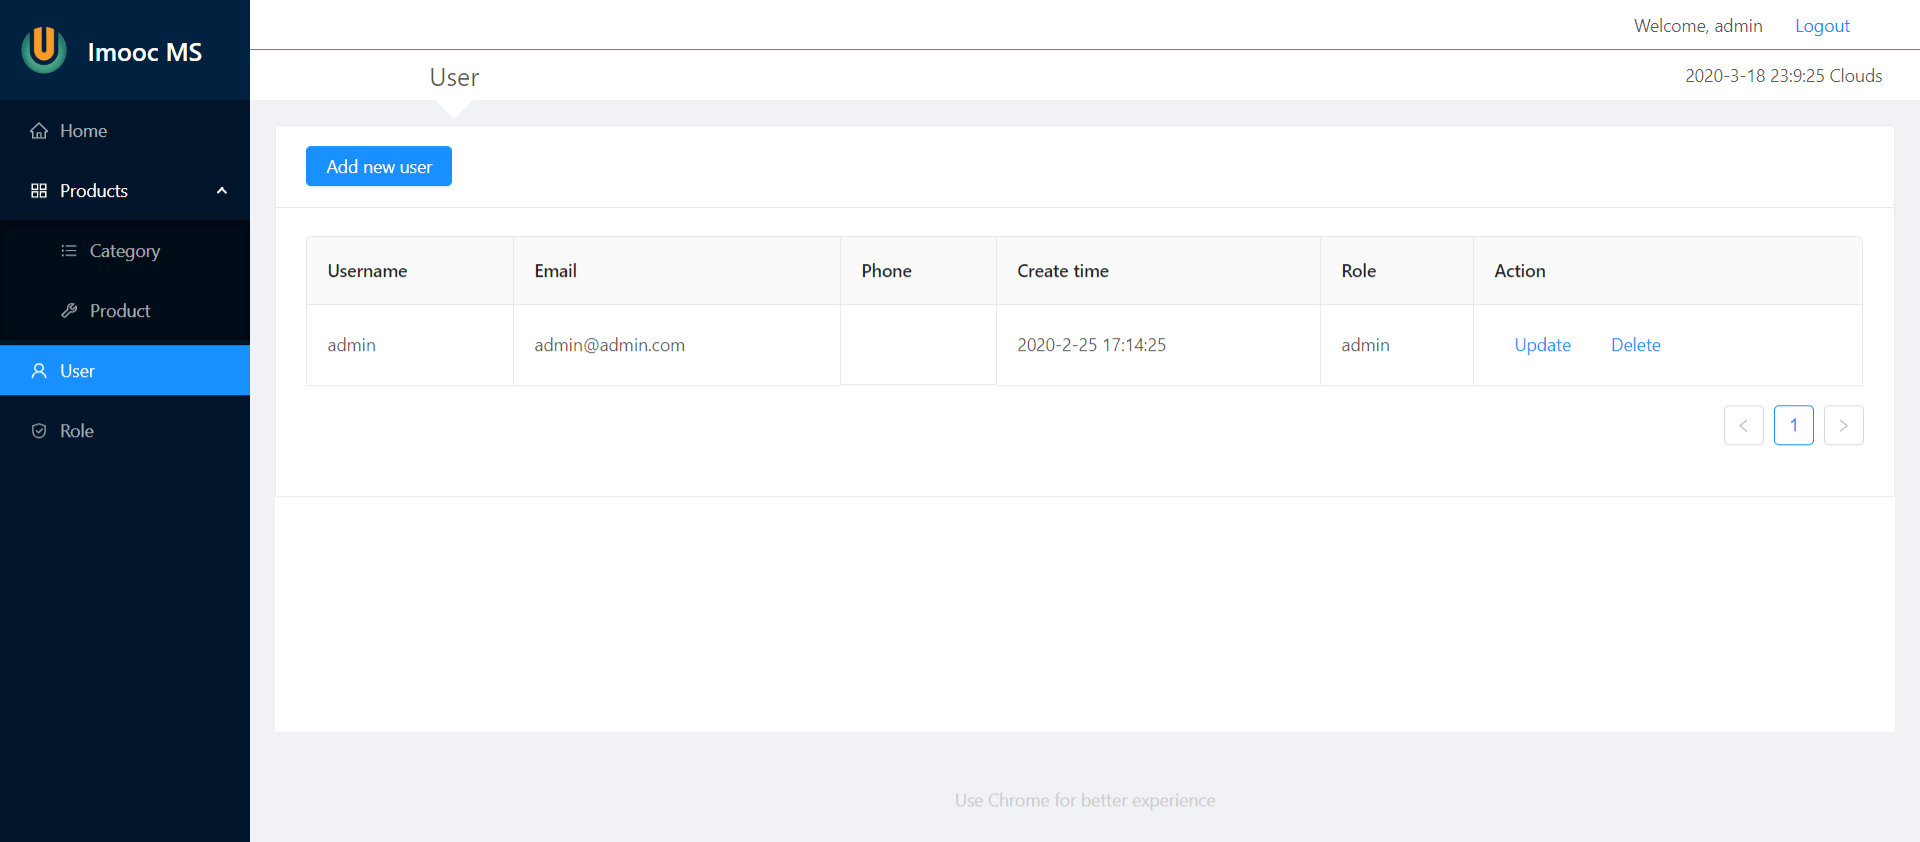 Imooc MS
Welcome, admin Logout
User
2020-3-18 23:9:25 Clouds
Home
Products
Category
Product
User
Role
Add new user
Username Email Phone Create time Role Action
admin admin@admin.com 2020-2-25 17:14:25 admin Update Delete
< 1 >
Use Chrome for better experience